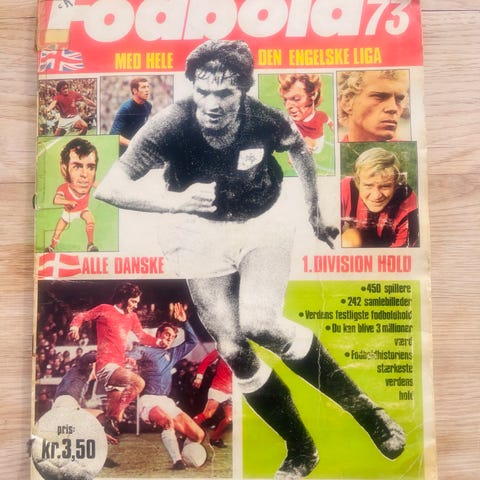 Fodbold 73
MED HELE DEN ENGELSKE LIGA
ALLE DANSKE 1. DIVISION HOLD
• 450 spillere
• 242 samlebilleder
• Verdens festligste fodboldhold
• Du kan blive 3 millioner
værd
• Fodboldhistoriens
stærkeste
verdens
hold
pris:
kr.3,50